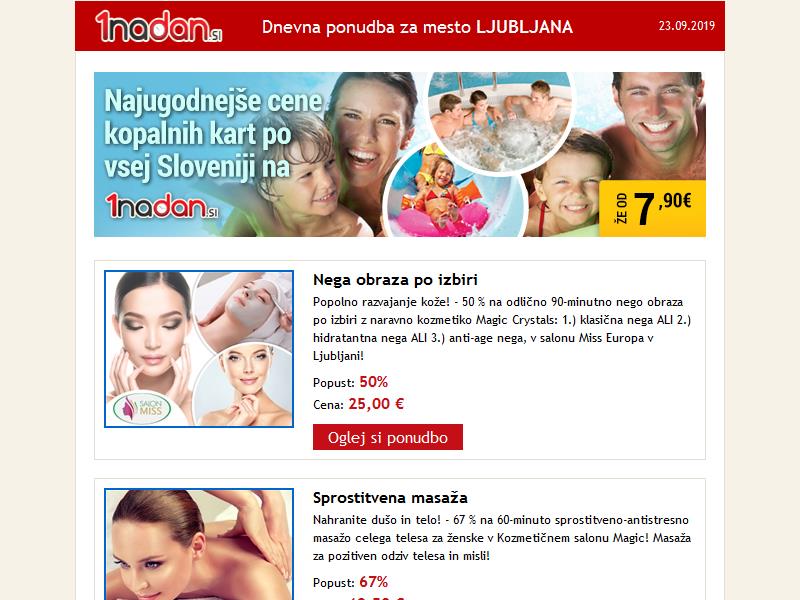 1nadan.si
Dnevna ponudba za mesto LJUBLJANA
23.09.2019
Najugodnejše cene
kopalnih kart po
vsej Sloveniji na
1nadan.si
ŽE OD 7,90€
Nega obraza po izbiri
Popolno razvajanje kože! - 50 % na odlično 90-minutno nego obraza
po izbiri z naravno kozmetiko Magic Crystals: 1.) klasična nega ALI 2.)
hidratantna nega ALI 3.) anti-age nega, v salonu Miss Europa v
Ljubljani!
Popust: 50%
Cena: 25,00 €
Oglej si ponudbo
SALON
MISS
Sprostitvena masaža
Nahranite dušo in telo! - 67 % na 60-minuto sprostitveno-antistresno
masažo celega telesa za ženske v Kozmetičnem salonu Magic! Masaža
za pozitiven odziv telesa in misli!
Popust: 67%